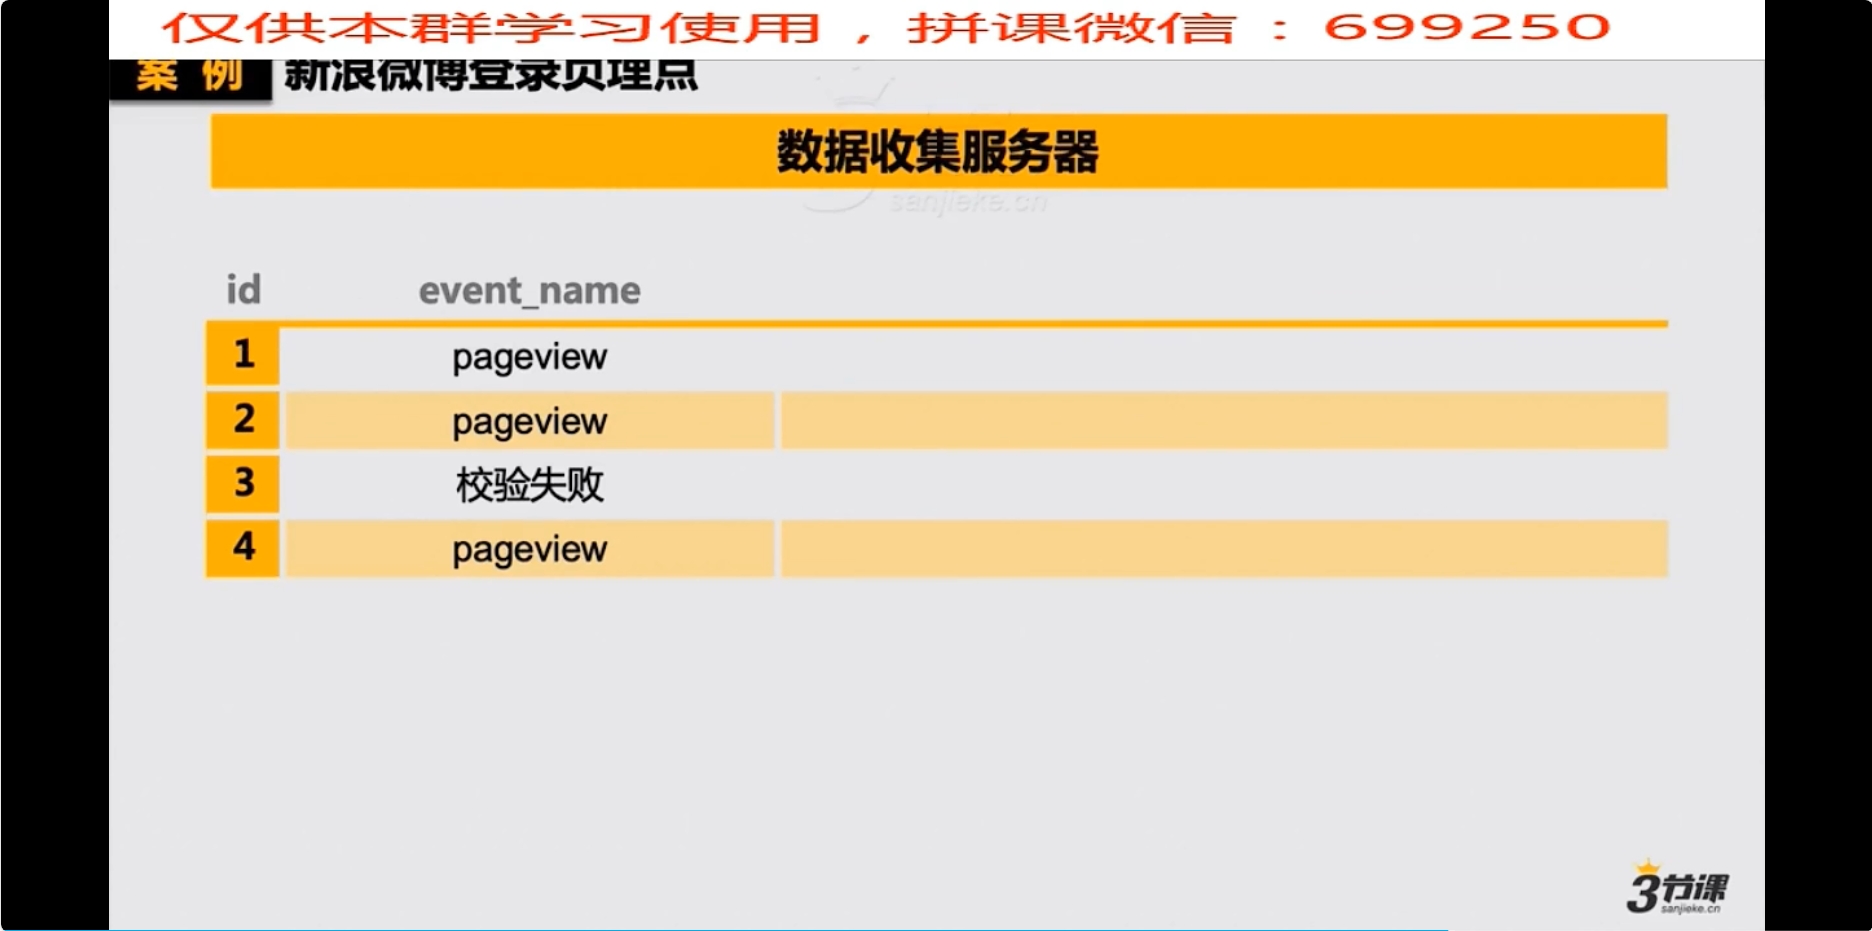 仅供本群学习使用，拼课微信：699250
案 例 新浪微博登录页埋点
数据收集服务器
sanjieke.cn
id event_name
1 pageview
2 pageview
3 校验失败
4 pageview
3节课
sanjieke.cn